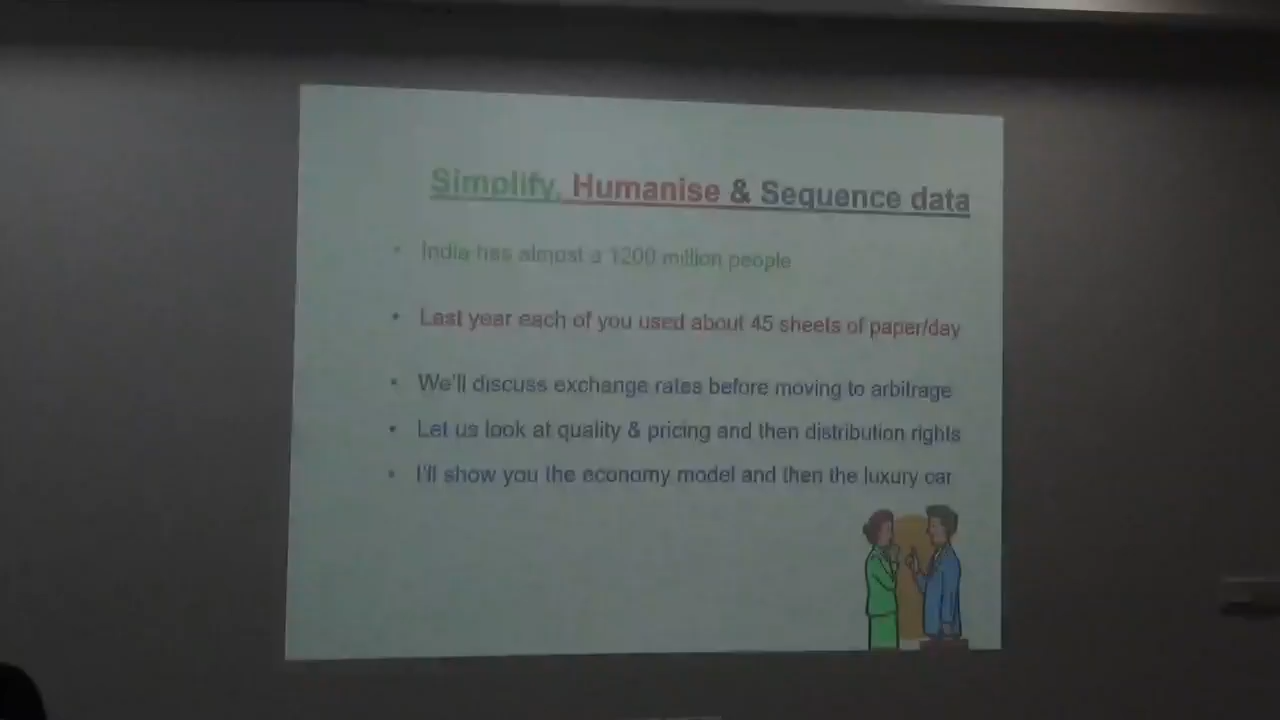 Simplify, Humanise & Sequence data
• India has almost a 1200 million people
• Last year each of you used about 45 sheets of paper/day
• We'll discuss exchange rates before moving to arbitrage
• Let us look at quality & pricing and then distribution rights
• I'll show you the economy model and then the luxury car